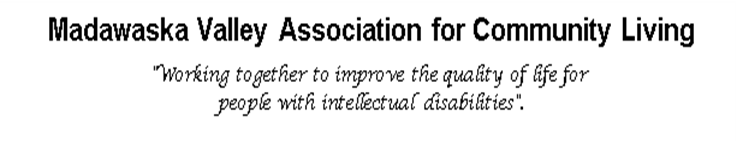 Madawaska Valley Association for Community Living
"Working together to improve the quality of life for
people with intellectual disabilities".